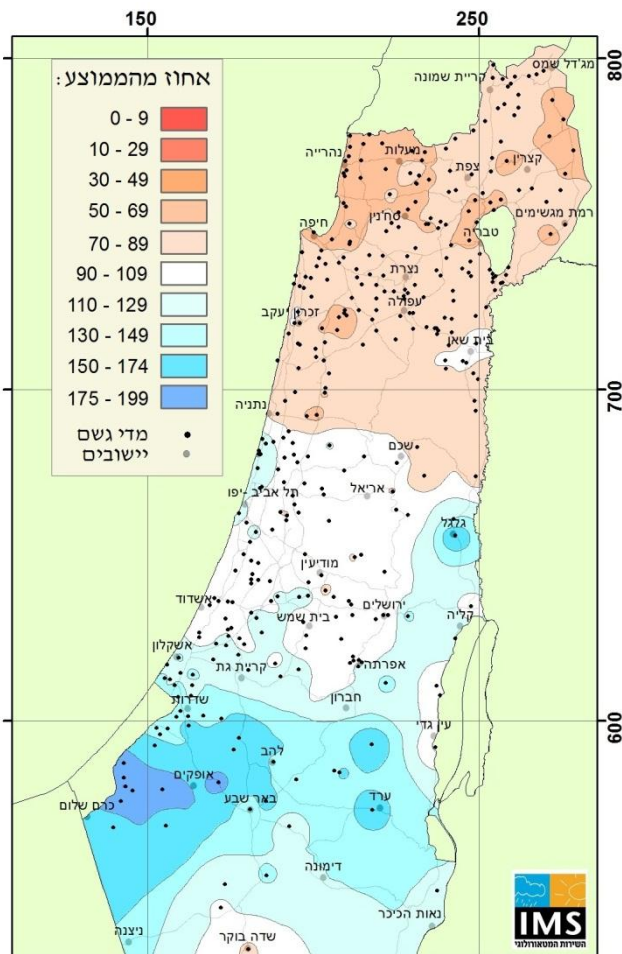 150
250
800
700
600
אחוז מהממוצע:
0 - 9
10 - 29
30 - 49
50 - 69
70 - 89
90 - 109
110 - 129
130 - 149
150 - 174
175 - 199
מדי גשם
יישובים
מג'דל שמס
קריית שמונה
נהרייה
מעלות
צפת
קצרין
סח'נין
רמת מגשימים
חיפה
טבריה
נצרת
זכרון יעקב
עפולה
בית שאן
נתניה
שכם
תל אביב -יפו
אריאל
גלגל
מודיעין
אשדוד
ירושלים
בית שמש
קליה
אשקלון
קריית גת
אפרתה
שדרות
חברון
עין גדי
להב
אופקים
כרם שלום
באר שבע
ערד
דימונה
נאות הכיכר
ניצנה
שדה בוקר
IMS
השירות המטאורולוגי